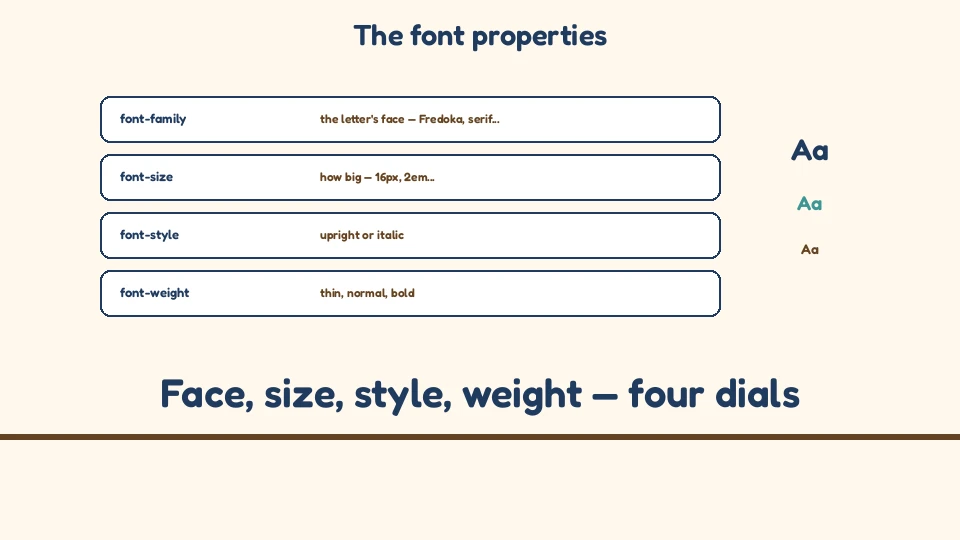 The font properties
font-family the letter's face — Fredoka, serif...
font-size how big — 16px, 2em...
font-style upright or italic
font-weight thin, normal, bold
Aa
Aa
Aa
Face, size, style, weight — four dials